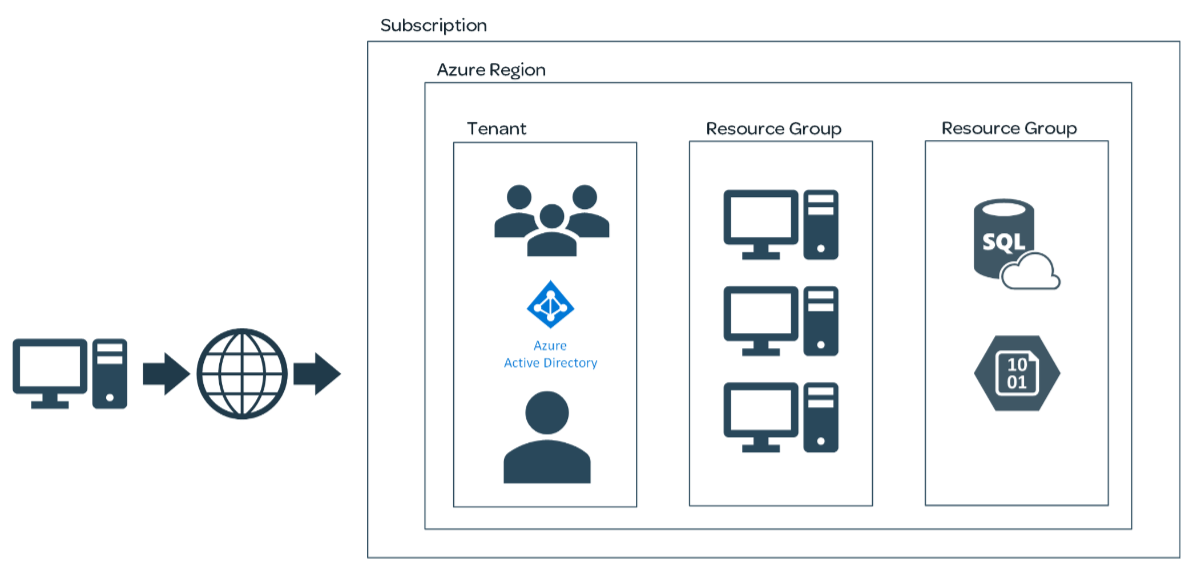 Subscription
Azure Region
Tenant
Resource Group
Resource Group
Azure
Active Directory
SQL
10
01